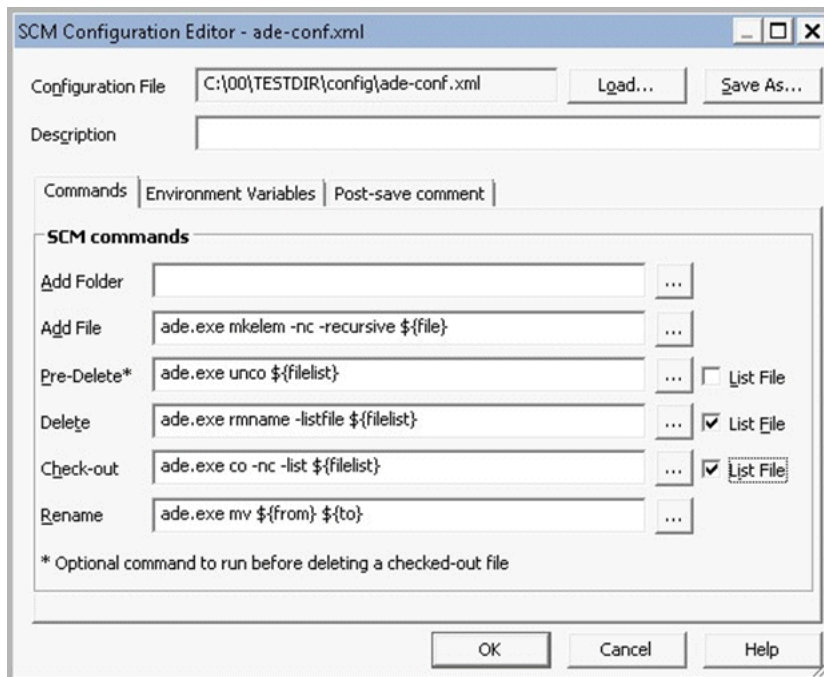 SCM Configuration Editor - ade-conf.xml
Configuration File C:\00\TESTDIR\config\ade-conf.xml Load... Save As...
Description
Commands Environment Variables Post-save comment
SCM commands
Add Folder ...
Add File ade.exe mkelem -nc -recursive ${file} ...
Pre-Delete* ade.exe unco ${filelist} ... List File
Delete ade.exe rmname -listfile ${filelist} ... List File
Check-out ade.exe co -nc -list ${filelist} ... List File
Rename ade.exe mv ${from} ${to} ...
* Optional command to run before deleting a checked-out file
OK Cancel Help